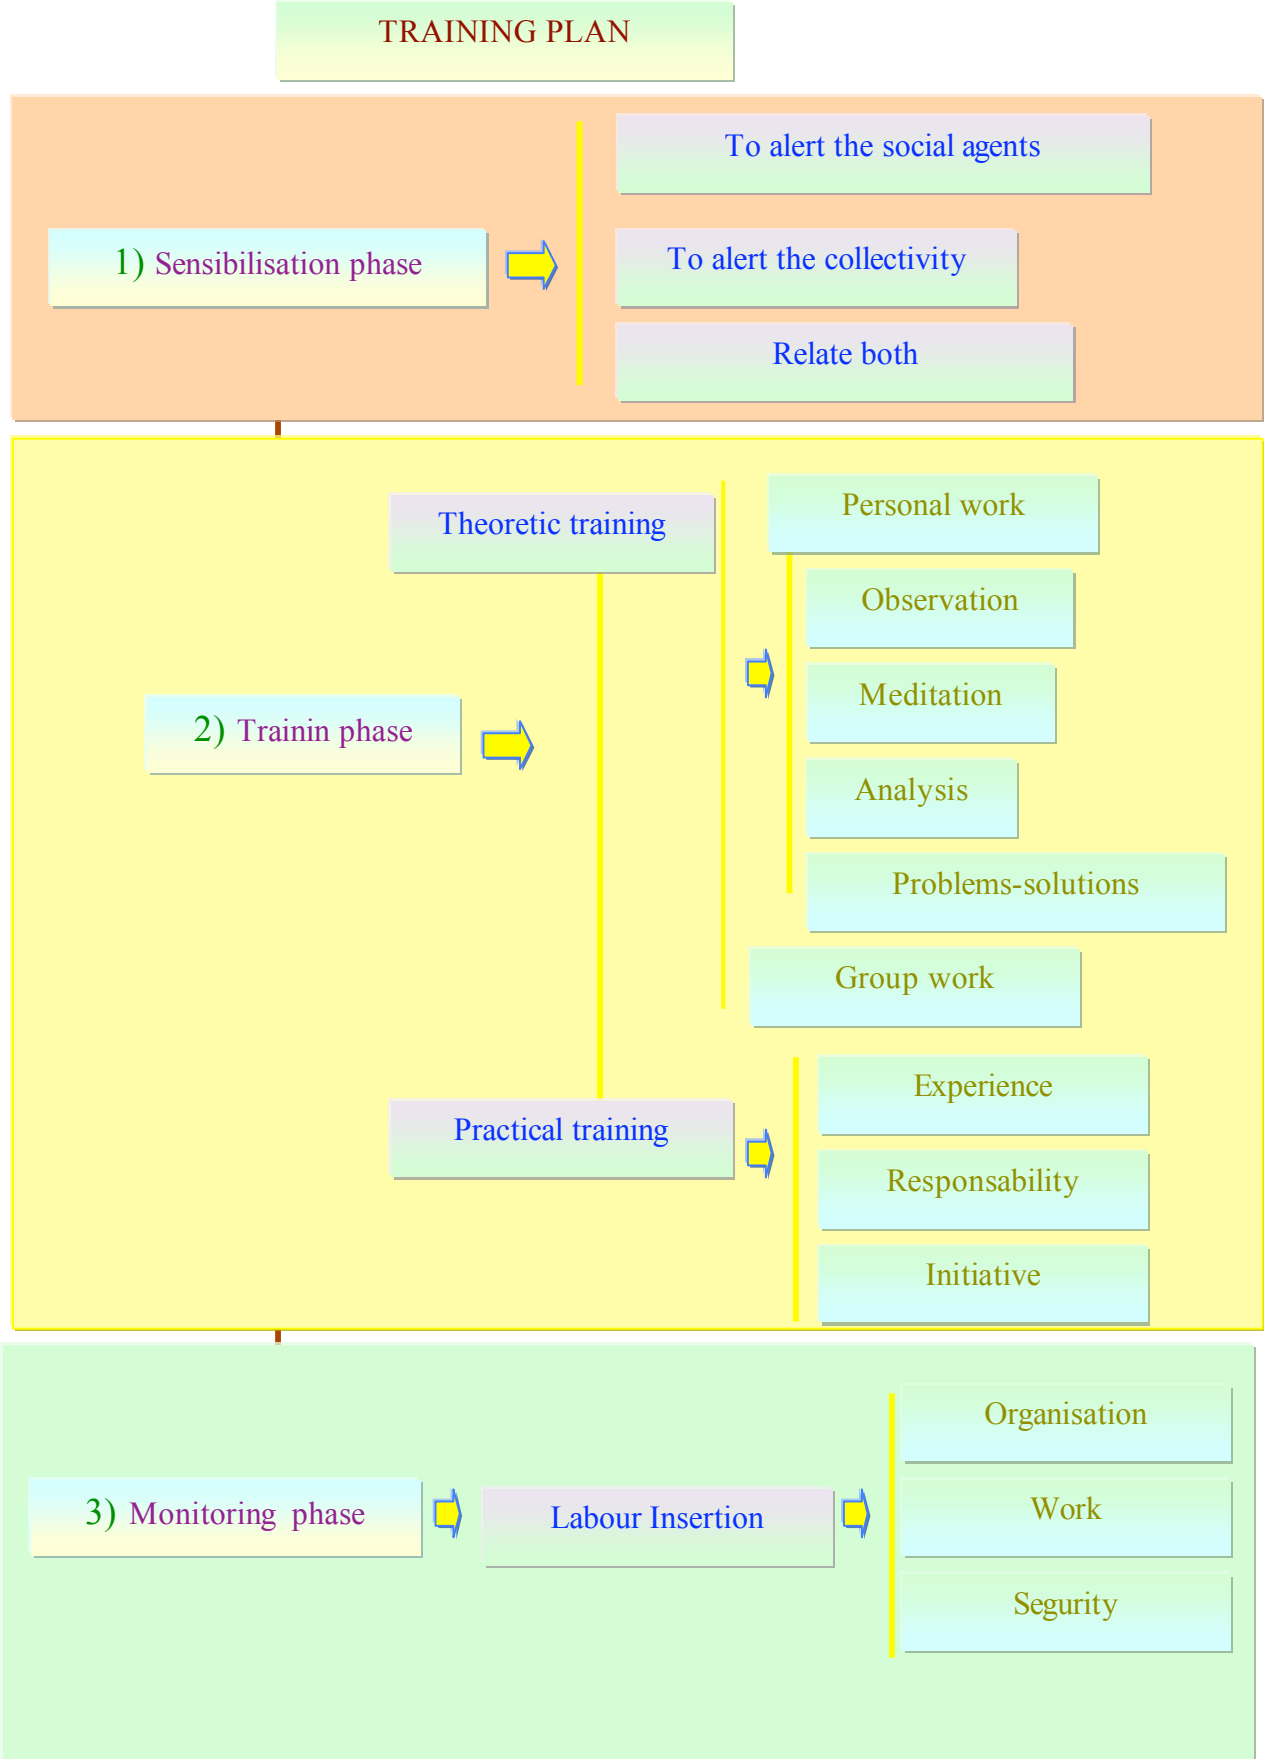 TRAINING PLAN
To alert the social agents
1) Sensibilisation phase
To alert the collectivity
Relate both
Theoretic training
Personal work
Observation
Meditation
2) Trainin phase
Analysis
Problems-solutions
Group work
Practical training
Experience
Responsability
Initiative
3) Monitoring phase
Labour Insertion
Organisation
Work
Segurity